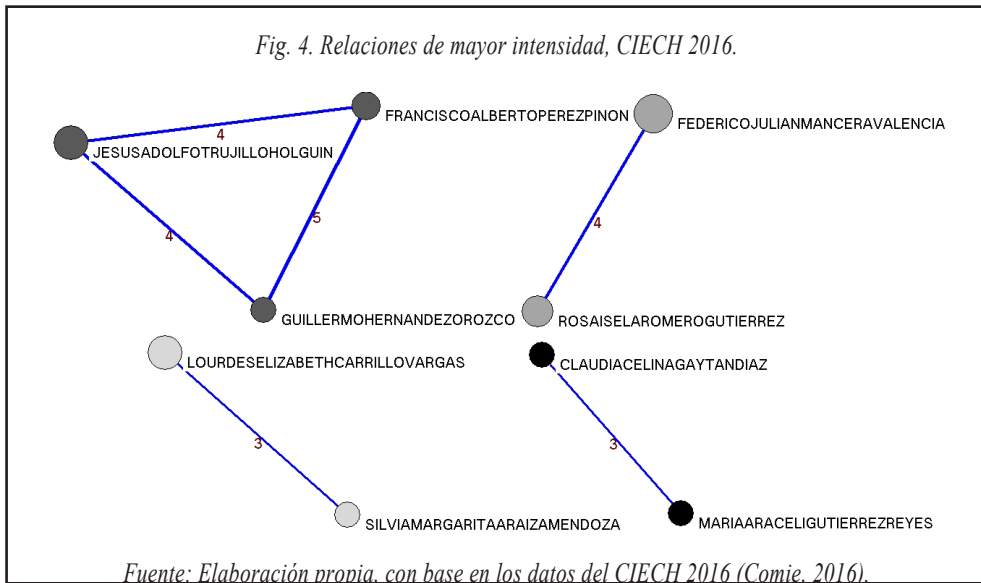 Fig. 4. Relaciones de mayor intensidad, CIECH 2016.
FRANCISCOALBERTOPEREZPINON
FEDERICOJULIANMANCERAVALENCIA
4
JESUSADOLFOTRUJILLOHOLGUIN
5
4
4
GUILLERMOHERNANDEZOROZCO
ROSAISELAROMEROGUTIERREZ
LOURDESELIZABETHCARRILLOVARGAS
CLAUDIACELINAGAYTANDIAZ
3
3
SILVIAMARGARITAARAIZAMENDOZA
MARIAARACELIGUTIERREZREYES
Fuente: Elaboración propia, con base en los datos del CIECH 2016 (Comie, 2016).